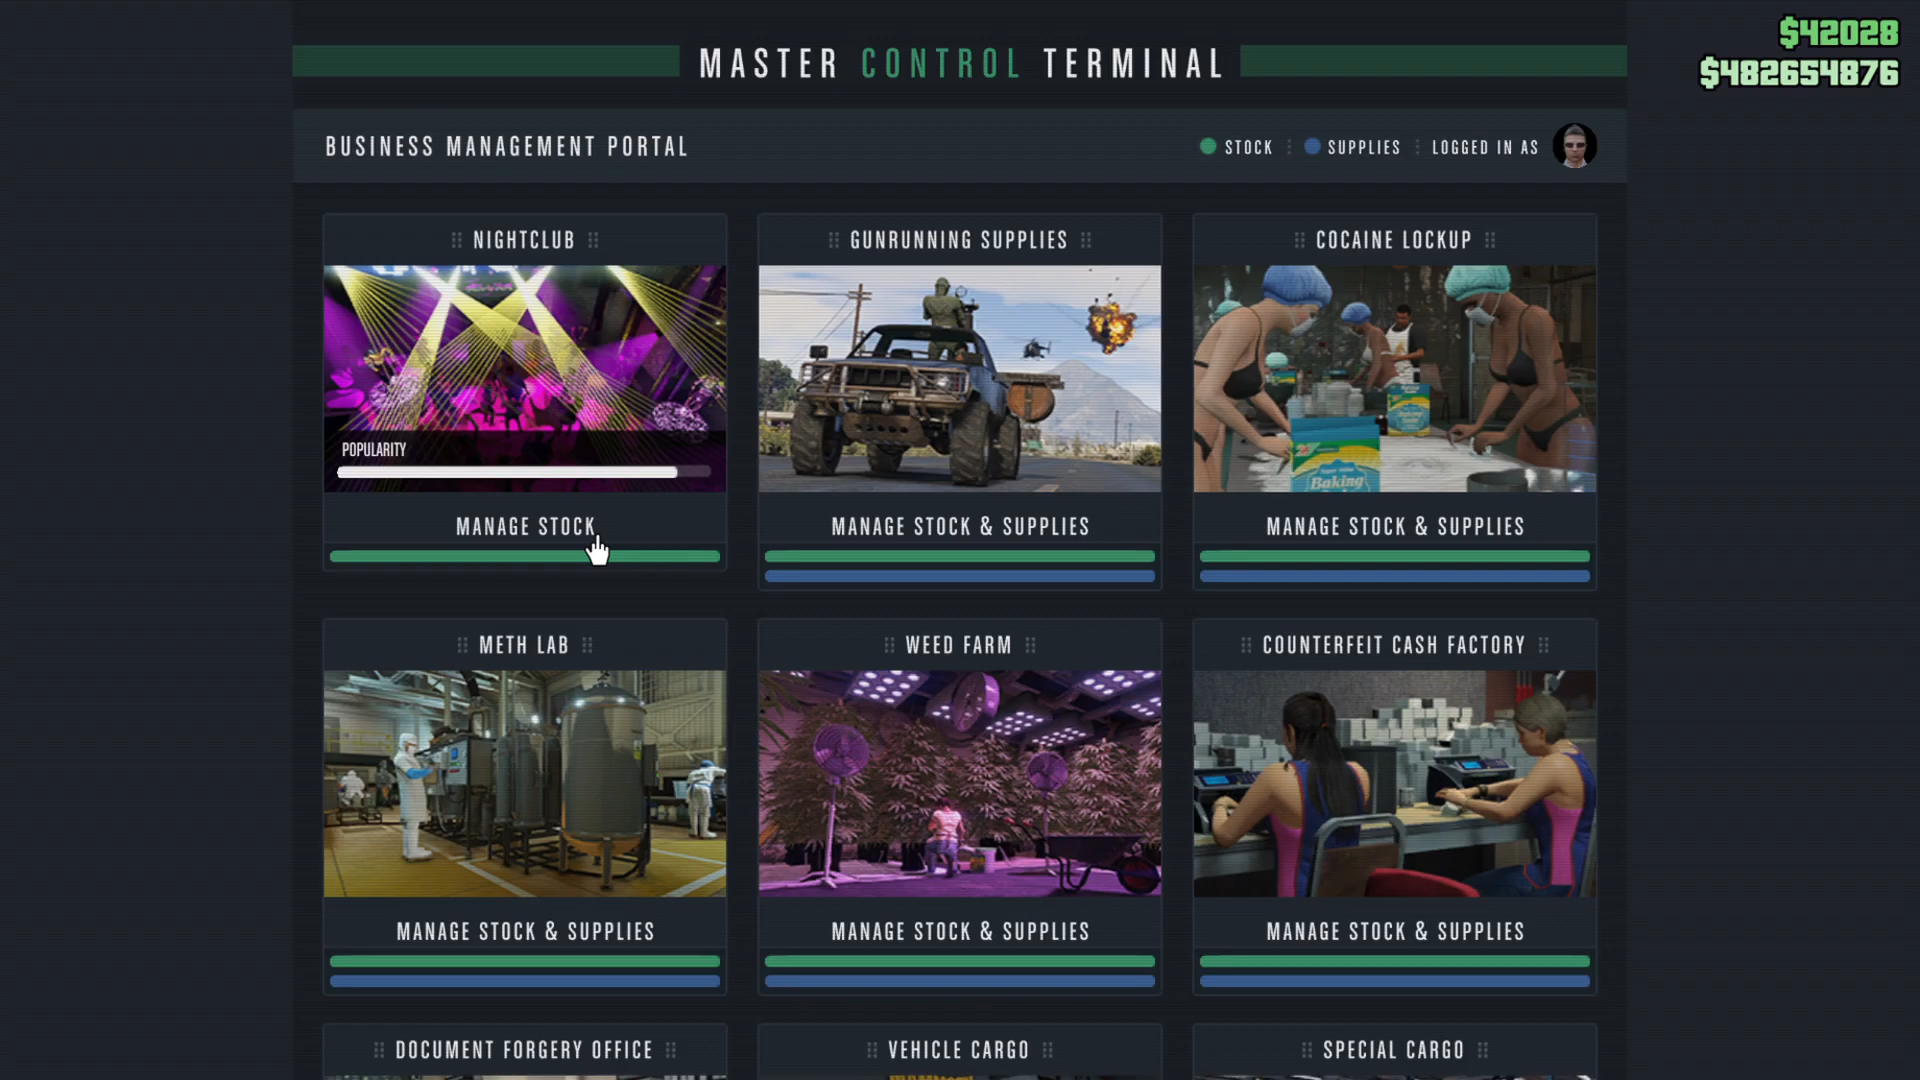 $42028
$482654876
MASTER CONTROL TERMINAL
BUSINESS MANAGEMENT PORTAL
STOCK
SUPPLIES
LOGGED IN AS
NIGHTCLUB
GUNRUNNING SUPPLIES
COCAINE LOCKUP
POPULARITY
Baking
MANAGE STOCK
MANAGE STOCK & SUPPLIES
MANAGE STOCK & SUPPLIES
METH LAB
WEED FARM
COUNTERFEIT CASH FACTORY
MANAGE STOCK & SUPPLIES
MANAGE STOCK & SUPPLIES
MANAGE STOCK & SUPPLIES
DOCUMENT FORGERY OFFICE
VEHICLE CARGO
SPECIAL CARGO